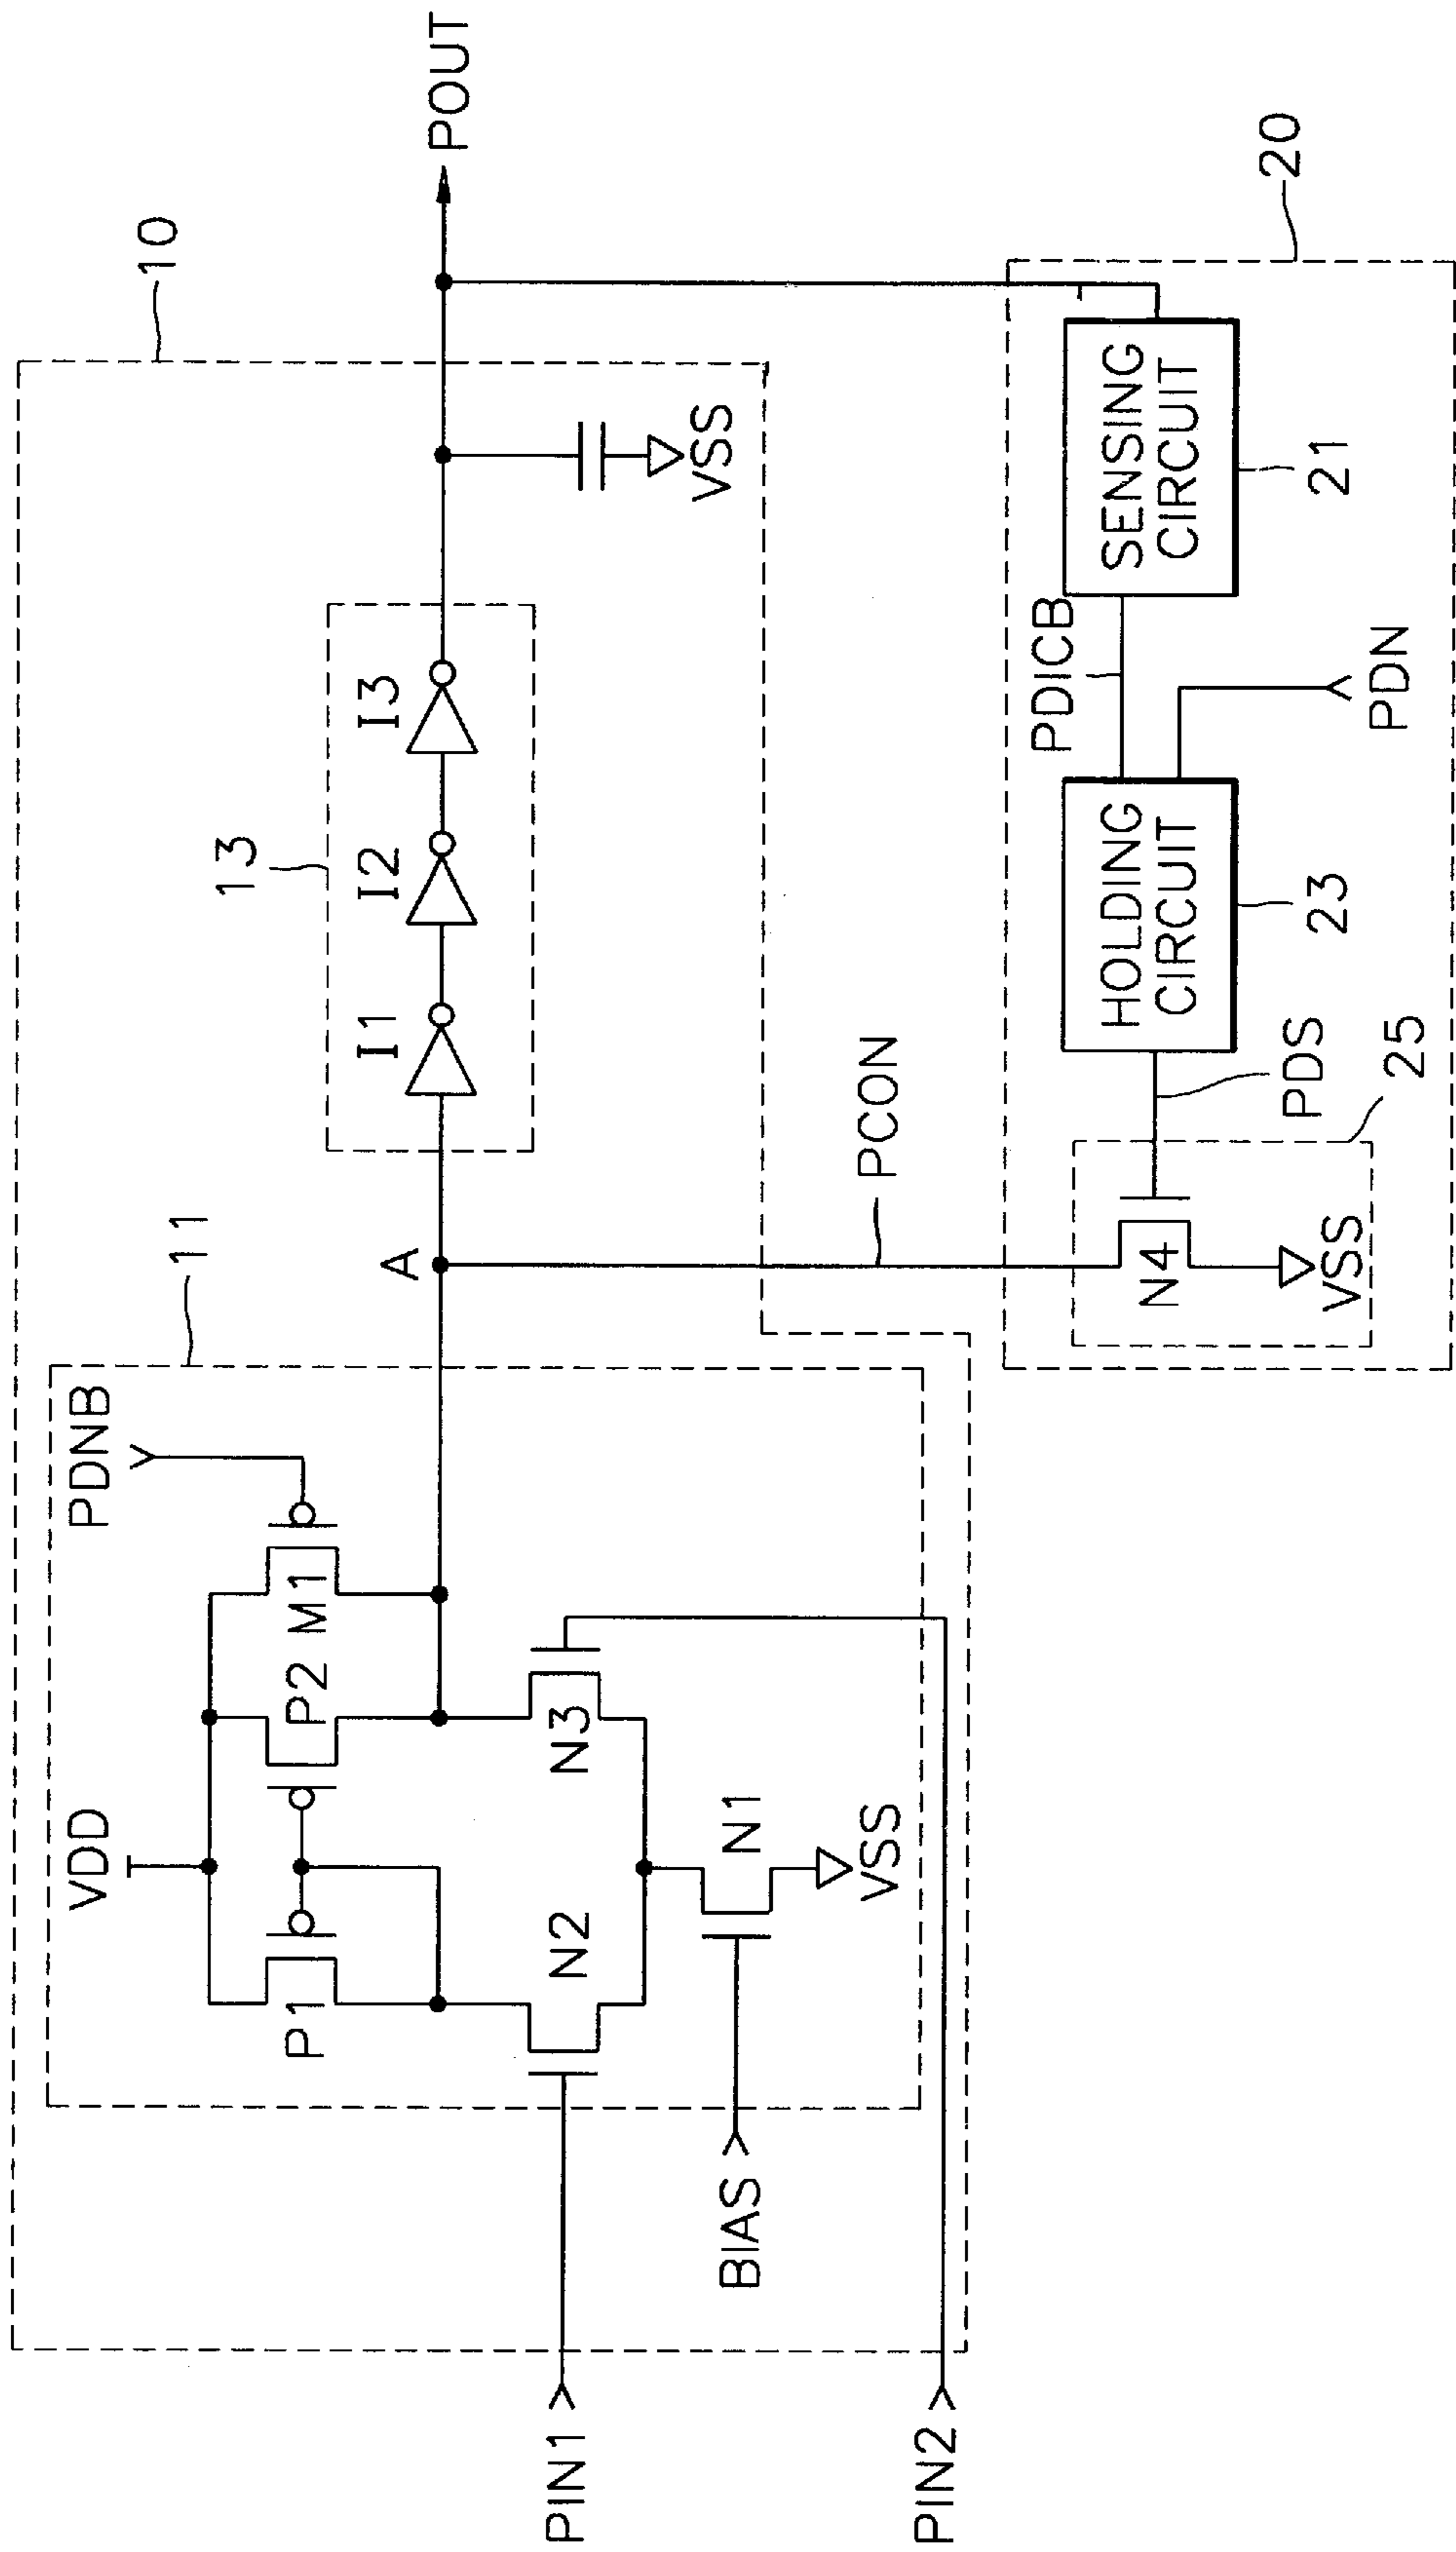 10
11
VDD
PDNB
P1
P2
M1
N2
N3
N1
BIAS
VSS
PIN1
PIN2
A
13
I1
I2
I3
VSS
POUT
PCON
20
N4
VSS
25
PDS
HOLDING
CIRCUIT
23
PDICB
PDN
SENSING
CIRCUIT
21